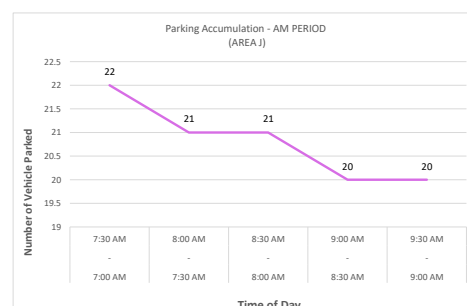 Parking Accumulation - AM PERIOD
(AREA J)
Number of Vehicle Parked
22.5
22
21.5
21
20.5
20
19.5
19
22
21
21
20
20
7:30 AM 8:00 AM 8:30 AM 9:00 AM 9:30 AM
- - - - -
7:00 AM 7:30 AM 8:00 AM 8:30 AM 9:00 AM
Time of Day